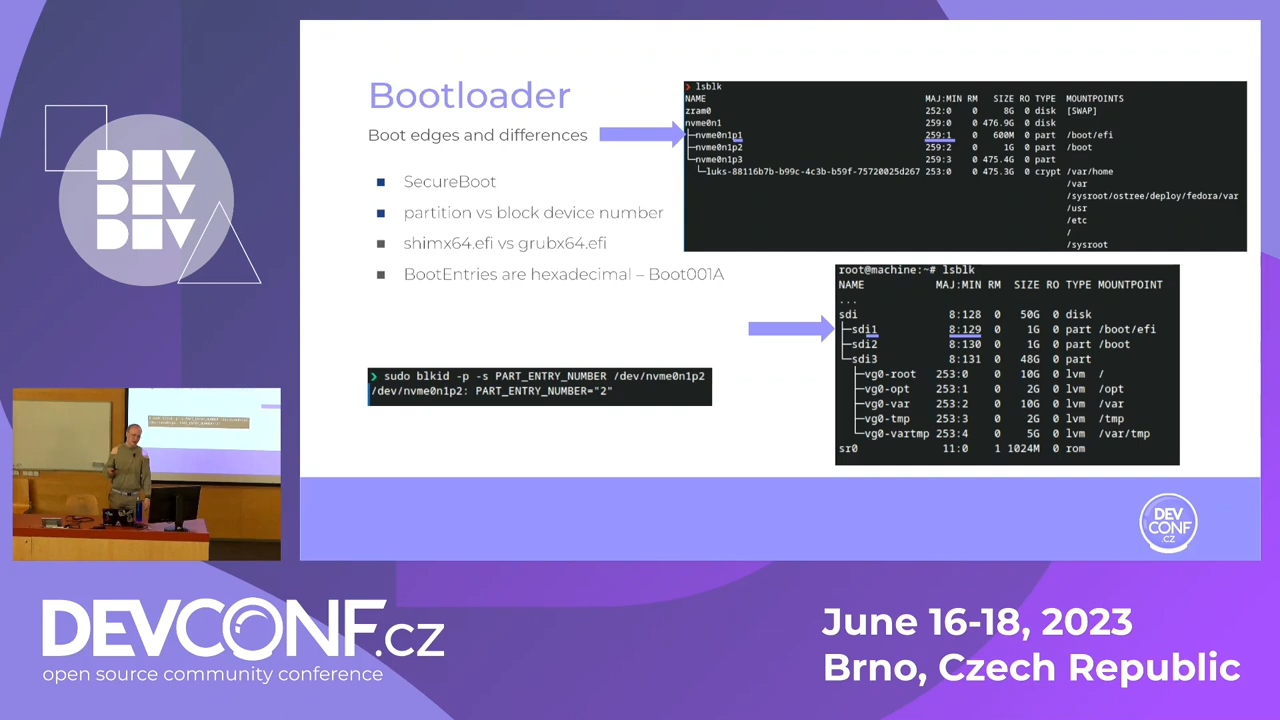 DEV
DEV
DEV
Bootloader
Boot edges and differences
■ SecureBoot
■ partition vs block device number
■ shimx64.efi vs grubx64.efi
■ BootEntries are hexadecimal – Boot001A
❯ sudo blkid -p -s PART_ENTRY_NUMBER /dev/nvme0n1p2
/dev/nvme0n1p2: PART_ENTRY_NUMBER="2"
❯ lsblk
NAME MAJ:MIN RM SIZE RO TYPE MOUNTPOINTS
zram0 252:0 0 8G 0 disk [SWAP]
nvme0n1 259:0 0 476.9G 0 disk
├─nvme0n1p1 259:1 0 600M 0 part /boot/efi
├─nvme0n1p2 259:2 0 1G 0 part /boot
└─nvme0n1p3 259:3 0 475.4G 0 part
└─luks-88116b7b-b99c-4c3b-b59f-75720025d267 253:0 0 475.3G 0 crypt /var/home
/var
/sysroot/ostree/deploy/fedora/var
/usr
/etc
/
/sysroot
root@machine:~# lsblk
NAME MAJ:MIN RM SIZE RO TYPE MOUNTPOINT
...
sdi 8:128 0 50G 0 disk
├─sdi1 8:129 0 1G 0 part /boot/efi
├─sdi2 8:130 0 1G 0 part /boot
└─sdi3 8:131 0 48G 0 part
├─vg0-root 253:0 0 10G 0 lvm /
├─vg0-opt 253:1 0 2G 0 lvm /opt
├─vg0-var 253:2 0 10G 0 lvm /var
├─vg0-tmp 253:3 0 2G 0 lvm /tmp
└─vg0-vartmp 253:4 0 5G 0 lvm /var/tmp
sr0 11:0 1 1024M 0 rom
DEV
CONF
.CZ
DEVCONF.cz
open source community conference
June 16-18, 2023
Brno, Czech Republic